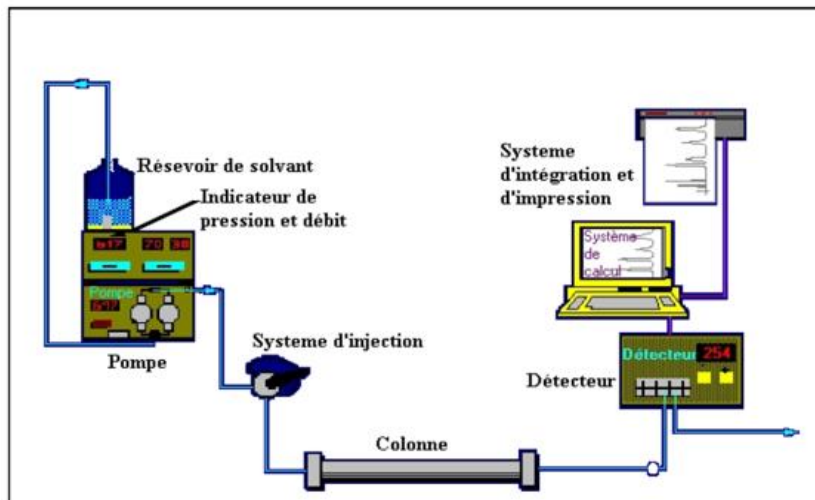 Résevoir de solvant
Indicateur de
pression et débit
70
Pompe
Pompe
Systeme d'injection
Colonne
Systeme
d'intégration et
d'impression
Système
de
calcul
Détecteur
254
Détecteur